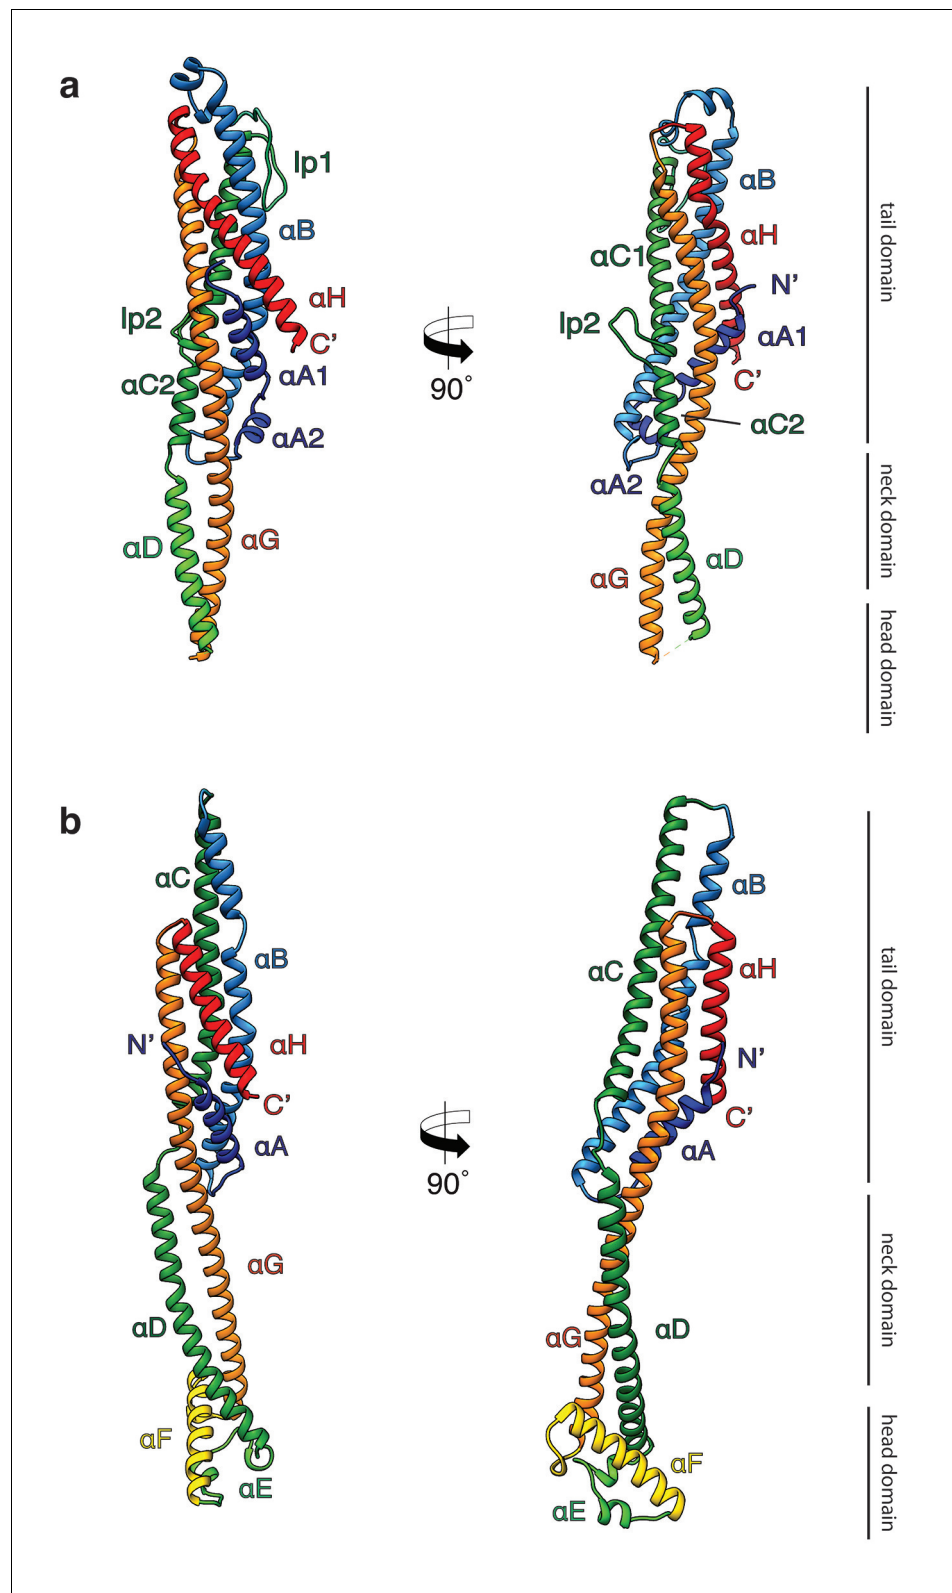 a
lp1
αB
αH
C'
lp2
αA1
αC2
αA2
αD
αG
90°
αB
αC1
αH
N'
lp2
αA1
C'
αC2
αA2
αD
αG
tail domain
neck domain
head domain
b
αC
αB
N'
αH
C'
αA
αG
αD
αF
αE
90°
αB
αC
αH
N'
C'
αA
αG
αD
αF
αE
tail domain
neck domain
head domain